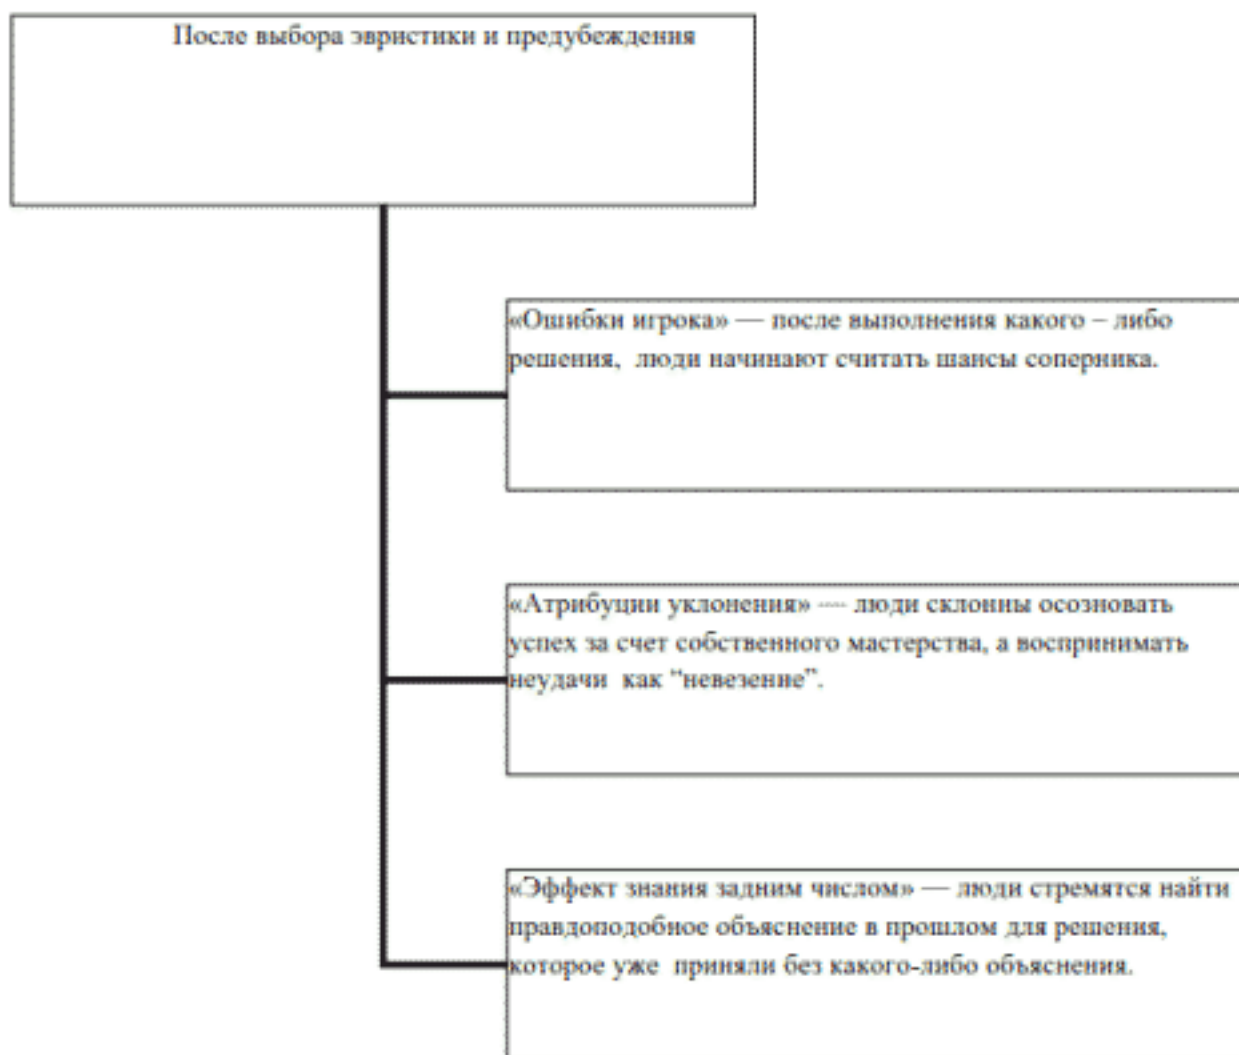 После выбора эвристики и предубеждения
«Ошибки игрока» — после выполнения какого – либо
решения, люди начинают считать шансы соперника.
«Атрибуции уклонения» --- люди склонны осозновать
успех за счет собственного мастерства, а воспринимать
неудачи как “невезение”.
«Эффект знания задним числом» — люди стремятся найти
правдоподобное объяснение в прошлом для решения,
которое уже приняли без какого-либо объяснения.